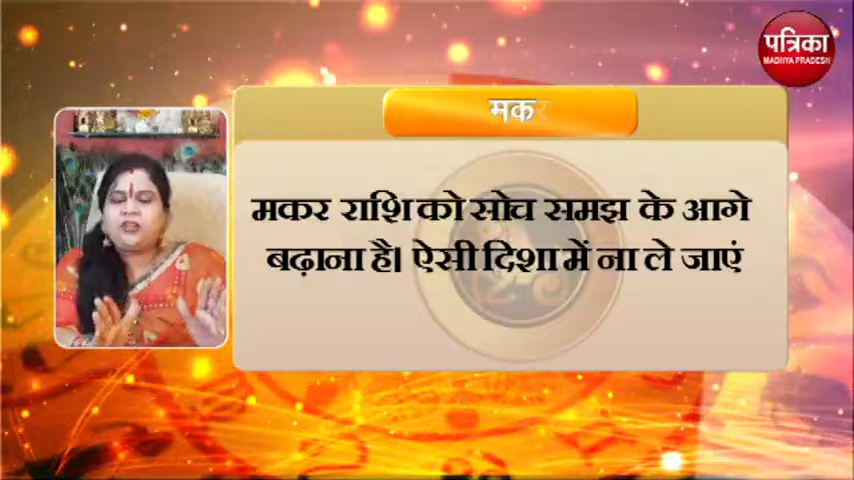 पत्रिका
MADHYA PRADESH
मकर
मकर राशि को सोच समझ के आगे
बढ़ाना है। ऐसी दिशा में ना ले जाएं